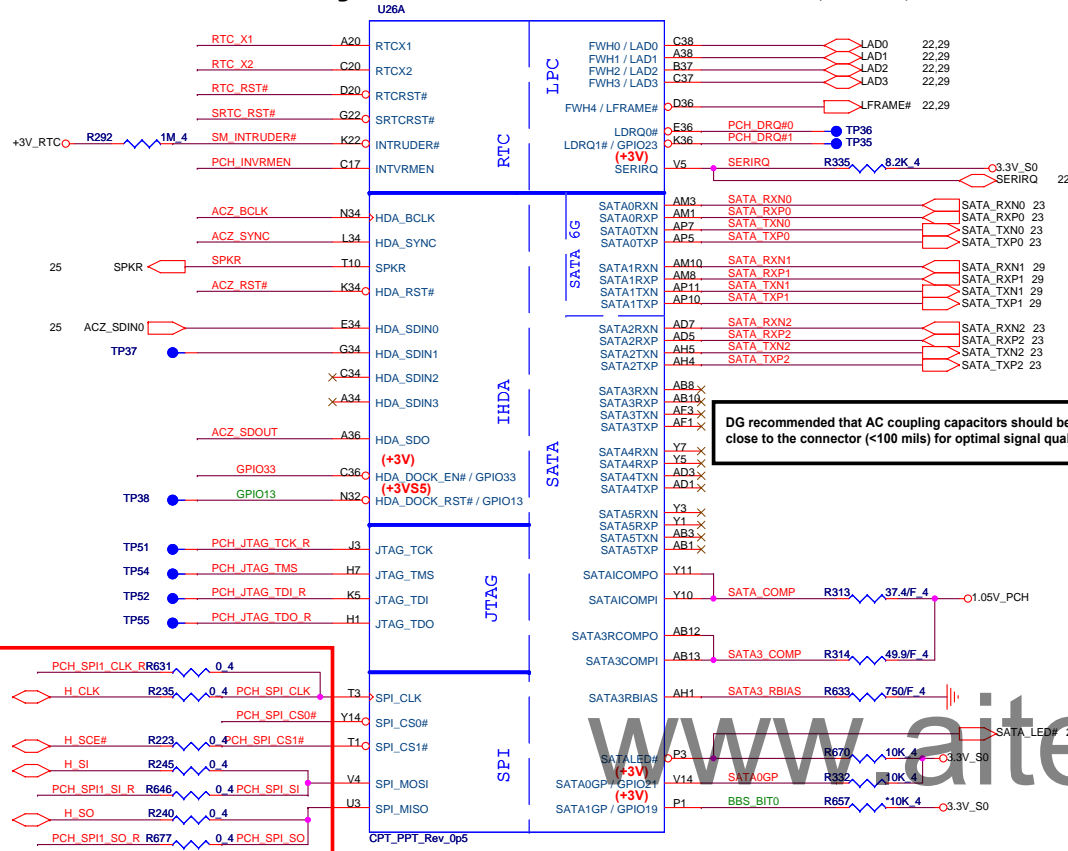 U26A
RTC_X1 A20 RTCX1
RTC_X2 C20 RTCX2
RTC_RST# D20 RTCRST#
SRTC_RST# G22 SRTCRST#
+3V_RTC R292 1M_4 SM_INTRUDER# K22 INTRUDER#
PCH_INVRMEN C17 INTVRMEN
RTC
LPC
FWH0 / LAD0 C38 LAD0 22,29
FWH1 / LAD1 A38 LAD1 22,29
FWH2 / LAD2 B37 LAD2 22,29
FWH3 / LAD3 C37 LAD3 22,29
FWH4 / LFRAME# D36 LFRAME# 22,29
LDRQ0# E36 PCH_DRQ#0 TP36
LDRQ1# / GPIO23 K36 PCH_DRQ#1 TP35
(+3V)
SERIRQ V5 SERIRQ R335 8.2K_4 3.3V_S0
SERIRQ 22
ACZ_BCLK N34 HDA_BCLK
ACZ_SYNC L34 HDA_SYNC
25 SPKR SPKR T10 SPKR
ACZ_RST# K34 HDA_RST#
25 ACZ_SDIN0 E34 HDA_SDIN0
TP37 G34 HDA_SDIN1
C34 HDA_SDIN2
A34 HDA_SDIN3
ACZ_SDOUT A36 HDA_SDO
(+3V)
GPIO33 C36 HDA_DOCK_EN# / GPIO33
(+3VS5)
TP38 GPIO13 N32 HDA_DOCK_RST# / GPIO13
IHDA
SATA 6G
SATA
SATA0RXN AM3 SATA_RXN0 SATA_RXN0 23
SATA0RXP AM1 SATA_RXP0 SATA_RXP0 23
SATA0TXN AP7 SATA_TXN0 SATA_TXN0 23
SATA0TXP AP5 SATA_TXP0 SATA_TXP0 23
SATA1RXN AM10 SATA_RXN1 SATA_RXN1 29
SATA1RXP AM8 SATA_RXP1 SATA_RXP1 29
SATA1TXN AP11 SATA_TXN1 SATA_TXN1 29
SATA1TXP AP10 SATA_TXP1 SATA_TXP1 29
SATA2RXN AD7 SATA_RXN2 SATA_RXN2 23
SATA2RXP AD5 SATA_RXP2 SATA_RXP2 23
SATA2TXN AH5 SATA_TXN2 SATA_TXN2 23
SATA2TXP AH4 SATA_TXP2 SATA_TXP2 23
SATA3RXN AB8
SATA3RXP AB10
SATA3TXN AF3
SATA3TXP AF1
DG recommended that AC coupling capacitors should be
close to the connector (<100 mils) for optimal signal qual
SATA4RXN Y7
SATA4RXP Y5
SATA4TXN AD3
SATA4TXP AD1
SATA5RXN Y3
SATA5RXP Y1
SATA5TXN AB3
SATA5TXP AB1
SATAICOMPO Y11
SATAICOMPI Y10 SATA_COMP R313 37.4/F_4 1.05V_PCH
SATA3RCOMPO AB12
SATA3COMPI AB13 SATA3_COMP R314 49.9/F_4
SATA3RBIAS AH1 SATA3_RBIAS R633 750/F_4
SATA_LED# 2
SATALED# P3 R670 10K_4 3.3V_S0
(+3V)
SATA0GP / GPIO21 V14 SATA0GP R332 10K_4
(+3V)
SATA1GP / GPIO19 P1 BBS_BIT0 R657 *10K_4 3.3V_S0
TP51 PCH_JTAG_TCK_R J3 JTAG_TCK
TP54 PCH_JTAG_TMS H7 JTAG_TMS
TP52 PCH_JTAG_TDI_R K5 JTAG_TDI
TP55 PCH_JTAG_TDO_R H1 JTAG_TDO
JTAG
PCH_SPI1_CLK_R R631 0_4
H_CLK R235 0_4 PCH_SPI_CLK T3 SPI_CLK
PCH_SPI_CS0# Y14 SPI_CS0#
H_SCE# R223 0_4 PCH_SPI_CS1# T1 SPI_CS1#
H_SI R245 0_4
V4 SPI_MOSI
PCH_SPI1_SI_R R646 0_4 PCH_SPI_SI
U3 SPI_MISO
H_SO R240 0_4
PCH_SPI1_SO_R R677 0_4 PCH_SPI_SO
SPI
CPT_PPT_Rev_0p5
www.aite